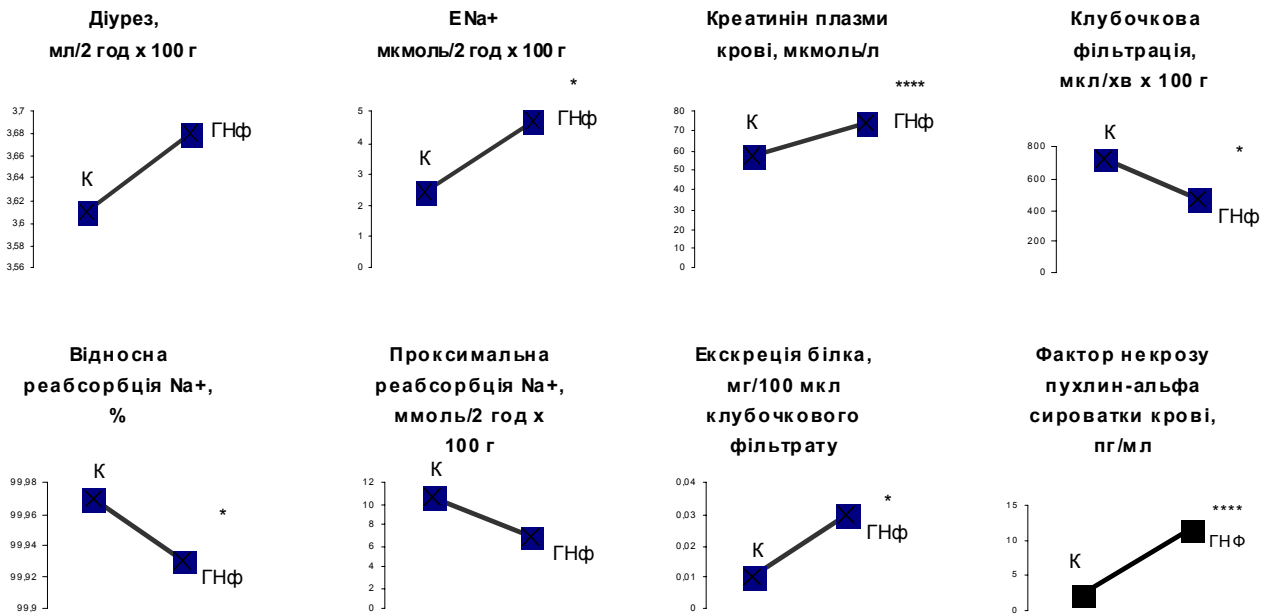 Діурез,
мл/2 год х 100 г
3,7
3,68
3,66
3,64
3,62
3,6
3,58
3,56
К
ГНф
ENa+
мкмоль/2 год х 100 г
*
5
4
3
2
1
0
К
ГНф
Креатинін плазми
крові, мкмоль/л
****
80
70
60
50
40
30
20
10
0
К
ГНф
Клубочкова
фільтрація,
мкл/хв х 100 г
*
800
600
400
200
0
К
ГНф
Відносна
реабсорбція Na+,
%
99,98
99,96
99,94
99,92
99,9
К
*
ГНф
Проксимальна
реабсорбція Na+,
ммоль/2 год х
100 г
12
10
8
6
4
2
0
К
ГНф
Екскреція білка,
мг/100 мкл
клубочкового
фільтрату
0,04
0,03
0,02
0,01
0
К
*
ГНф
Фактор некрозу
пухлин-альфа
сироватки крові,
пг/мл
15
10
5
0
К
****
ГНФ